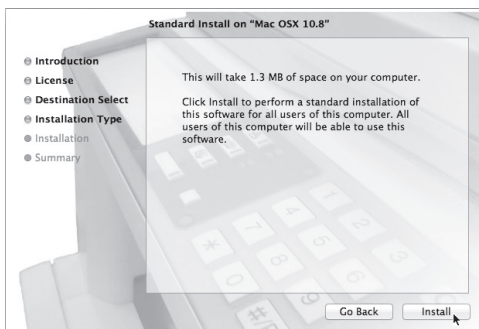 Standard Install on “Mac OSX 10.8”
Introduction
License
Destination Select
Installation Type
Installation
Summary
This will take 1.3 MB of space on your computer.
Click Install to perform a standard installation of
this software for all users of this computer. All
users of this computer will be able to use this
software.
Go Back
Install